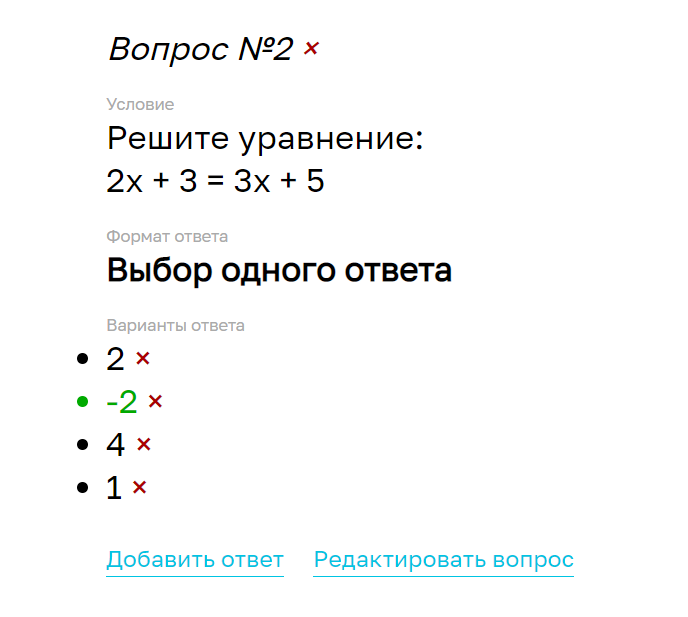 Вопрос №2 ×
Условие
Решите уравнение:
2x + 3 = 3x + 5
Формат ответа
Выбор одного ответа
Варианты ответа
• 2 ×
• -2 ×
• 4 ×
• 1 ×
Добавить ответ Редактировать вопрос